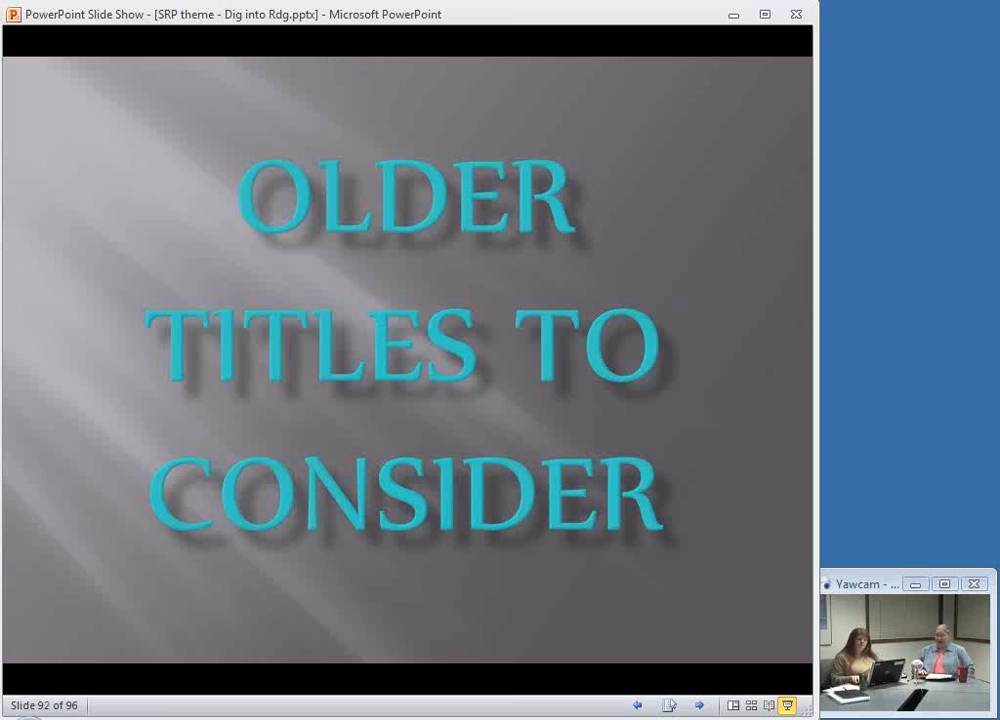 PowerPoint Slide Show - [SRP theme - Dig into Rdg.pptx] - Microsoft PowerPoint
OLDER
TITLES TO
CONSIDER
Yawcam - ...
Slide 92 of 96